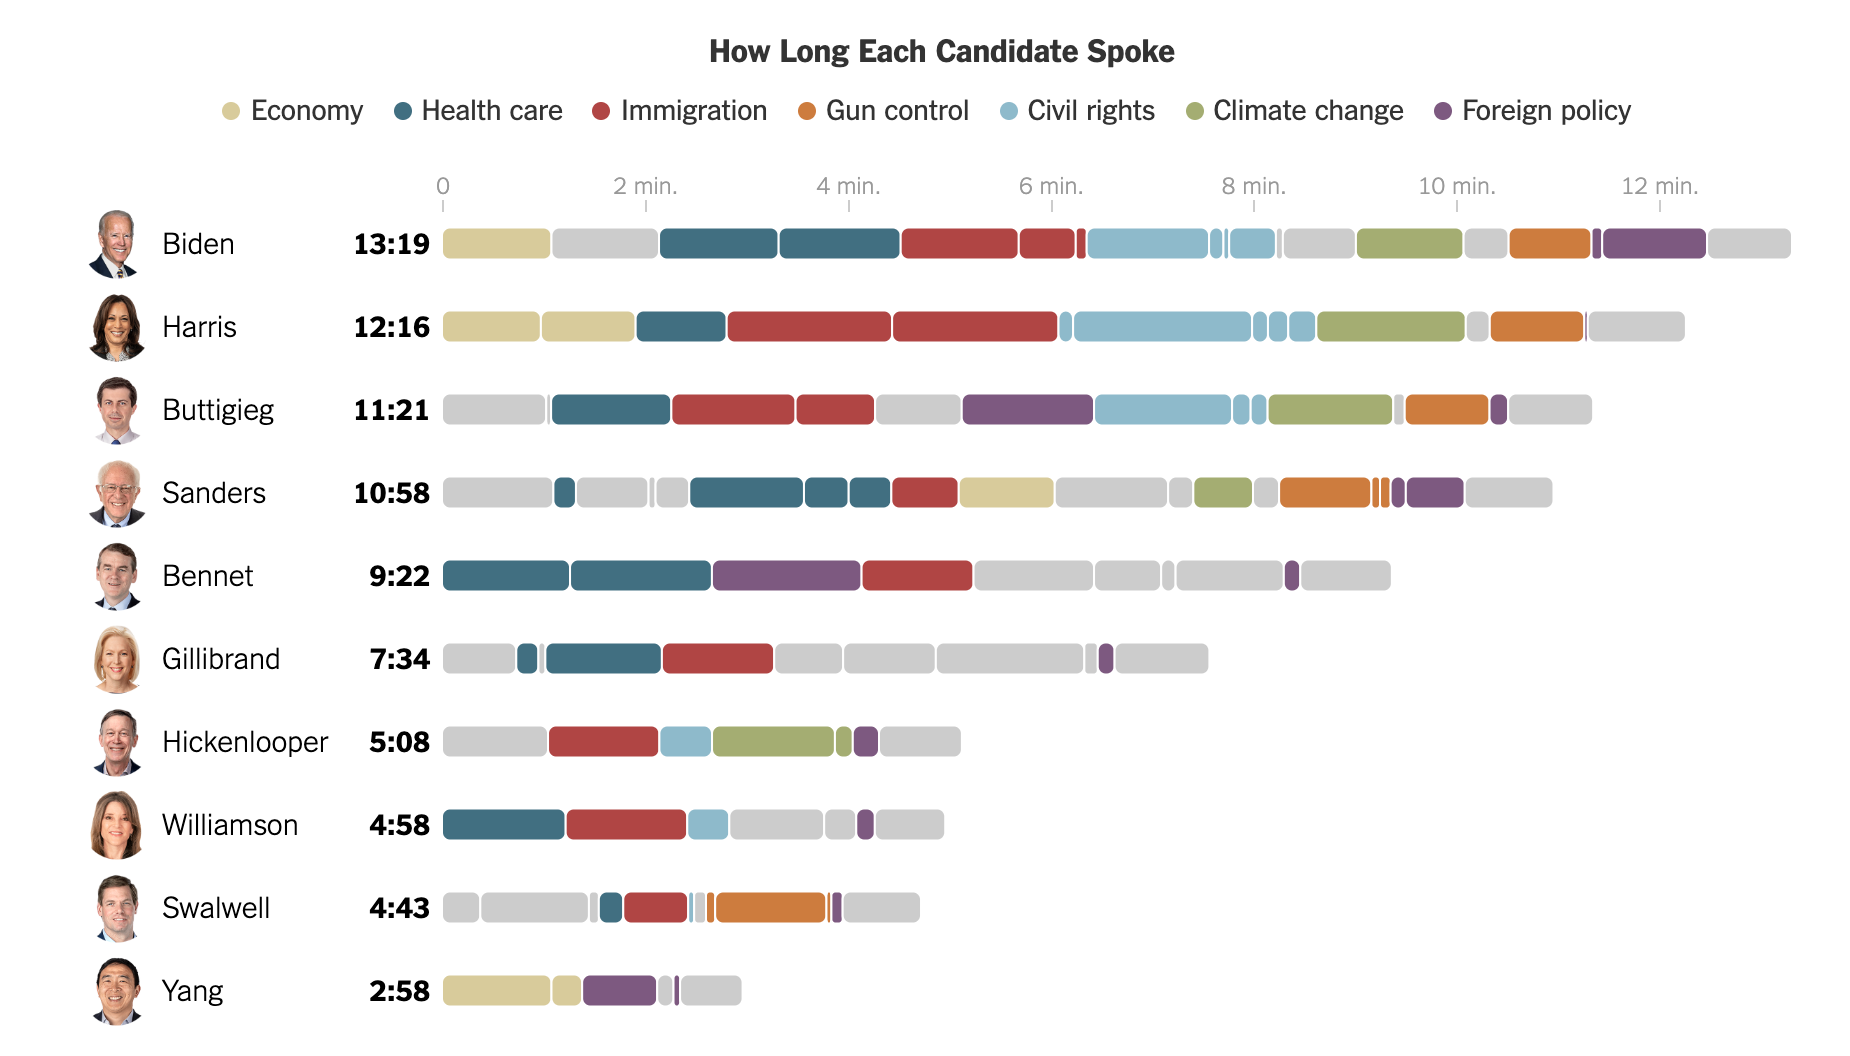 How Long Each Candidate Spoke
Economy Health care Immigration Gun control Civil rights Climate change Foreign policy
0 2 min. 4 min. 6 min. 8 min. 10 min. 12 min.
Biden 13:19
Harris 12:16
Buttigieg 11:21
Sanders 10:58
Bennet 9:22
Gillibrand 7:34
Hickenlooper 5:08
Williamson 4:58
Swalwell 4:43
Yang 2:58